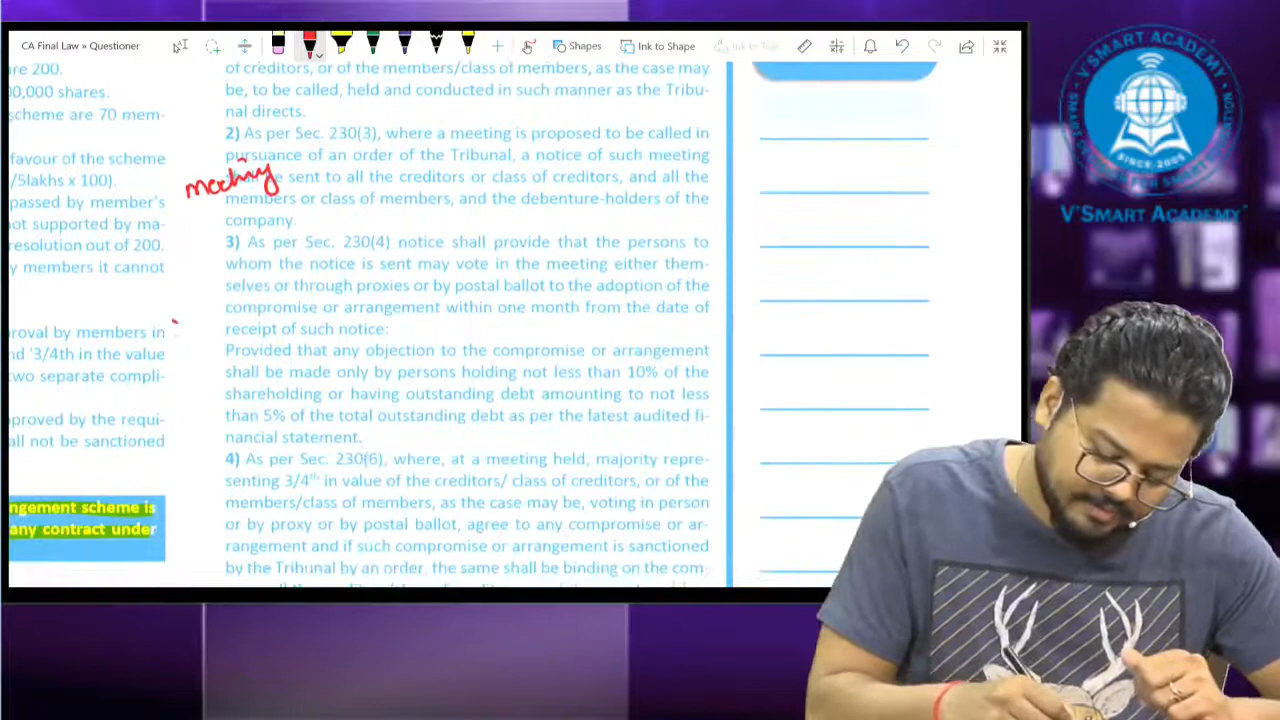 CA Final Law » Questioner
Shapes
Ink to Shape
Ink to Text
are 200.
00,000 shares.
scheme are 70 mem-
favour of the scheme
/5lakhs x 100).
passed by member's
not supported by ma-
resolution out of 200.
y members it cannot
proval by members in
nd '3/4th in the value
two separate compli-
pproved by the requi-
all not be sanctioned
ngement scheme is
any contract under
meeting
of creditors, or of the members/class of members, as the case may
be, to be called, held and conducted in such manner as the Tribu-
nal directs.
2) As per Sec. 230(3), where a meeting is proposed to be called in
pursuance of an order of the Tribunal, a notice of such meeting
sent to all the creditors or class of creditors, and all the
members or class of members, and the debenture-holders of the
company.
3) As per Sec. 230(4) notice shall provide that the persons to
whom the notice is sent may vote in the meeting either them-
selves or through proxies or by postal ballot to the adoption of the
compromise or arrangement within one month from the date of
receipt of such notice:
Provided that any objection to the compromise or arrangement
shall be made only by persons holding not less than 10% of the
shareholding or having outstanding debt amounting to not less
than 5% of the total outstanding debt as per the latest audited fi-
nancial statement.
4) As per Sec. 230(6), where, at a meeting held, majority repre-
senting 3/4th in value of the creditors/ class of creditors, or of the
members/class of members, as the case may be, voting in person
or by proxy or by postal ballot, agree to any compromise or ar-
rangement and if such compromise or arrangement is sanctioned
by the Tribunal by an order, the same shall be binding on the com-
V'SMART ACADEMY
SINCE.2005
V'SMART ACADEMY